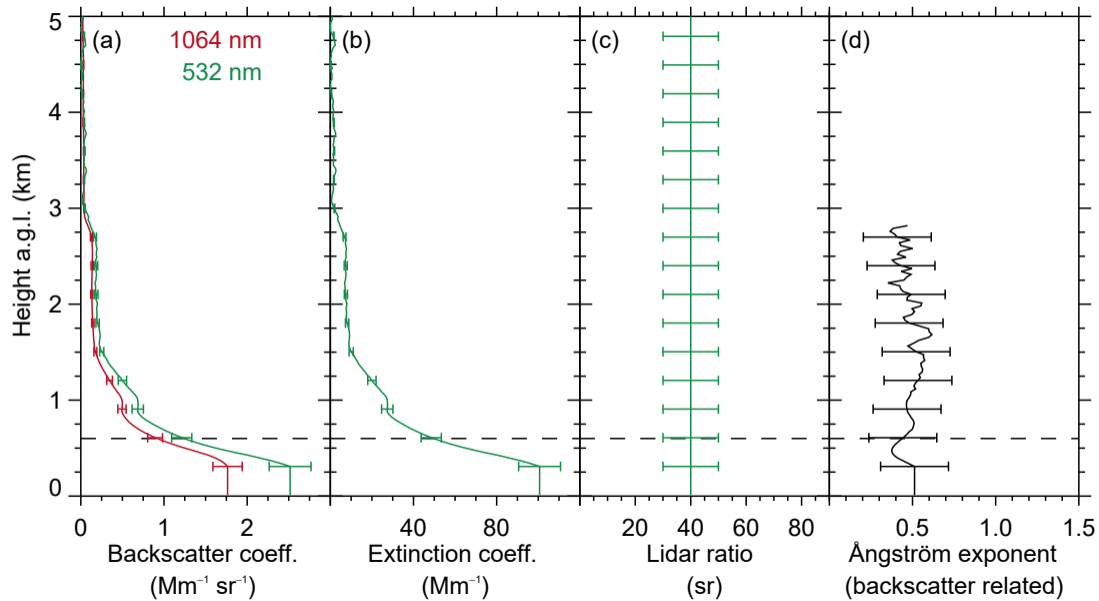 5
4
3
2
1
0
Height a.g.l. (km)
(a)
1064 nm
532 nm
(b)
(c)
(d)
0 1 2
40 80
20 40 60 80
0.5 1.0 1.5
Backscatter coeff.
(Mm⁻¹ sr⁻¹)
Extinction coeff.
(Mm⁻¹)
Lidar ratio
(sr)
Ångström exponent
(backscatter related)